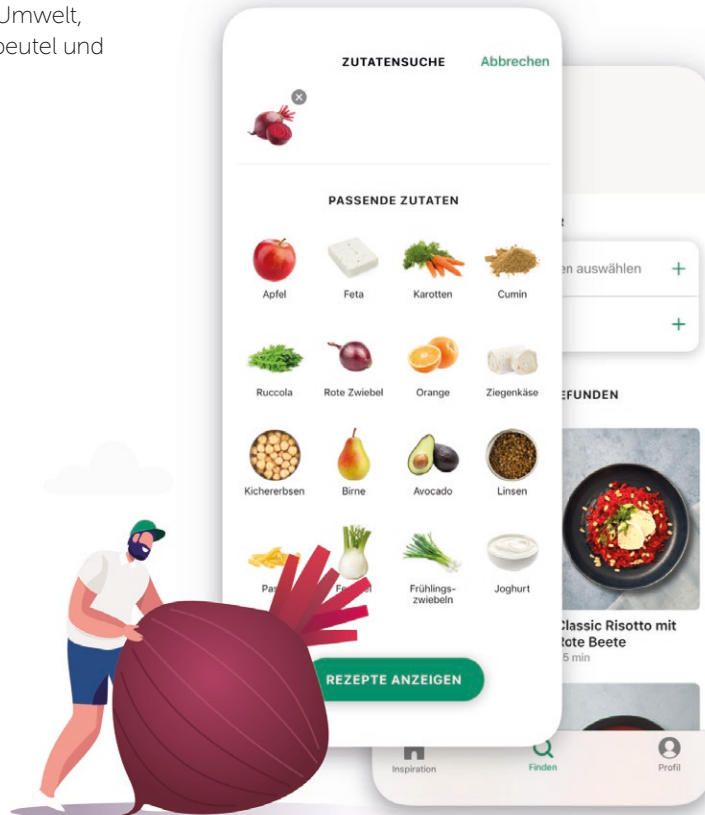 Umwelt,
beutel und
ZUTATENSUCHE Abbrechen
PASSENDE ZUTATEN
Apfel Feta Karotten Cumin
Ruccola Rote Zwiebel Orange Ziegenkäse
Kichererbsen Birne Avocado Linsen
Frühlings-
zwiebeln
Joghurt
REZEPTE ANZEIGEN
auswählen
Classic Risotto mit
Rote Beete
5 min
Inspiration Finden Profil